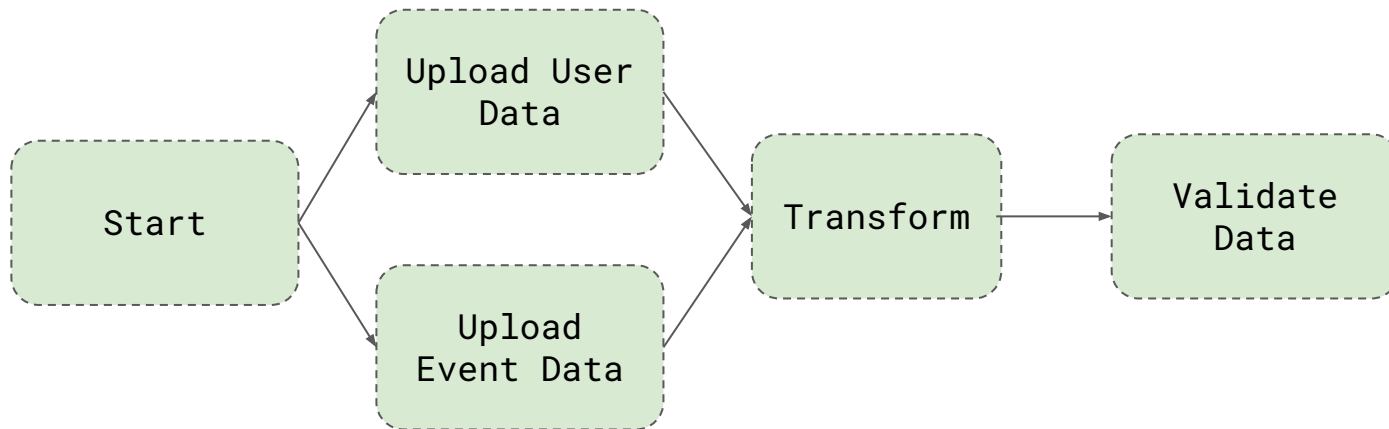 Start
Upload User
Data
Upload
Event Data
Transform
Validate
Data